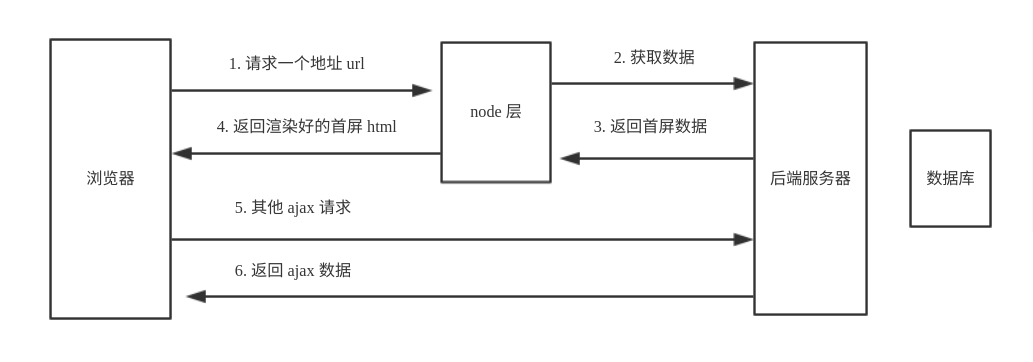 1. 请求一个地址 url
2. 获取数据
node 层
4. 返回渲染好的首屏 html
3. 返回首屏数据
浏览器
后端服务器
数据库
5. 其他 ajax 请求
6. 返回 ajax 数据